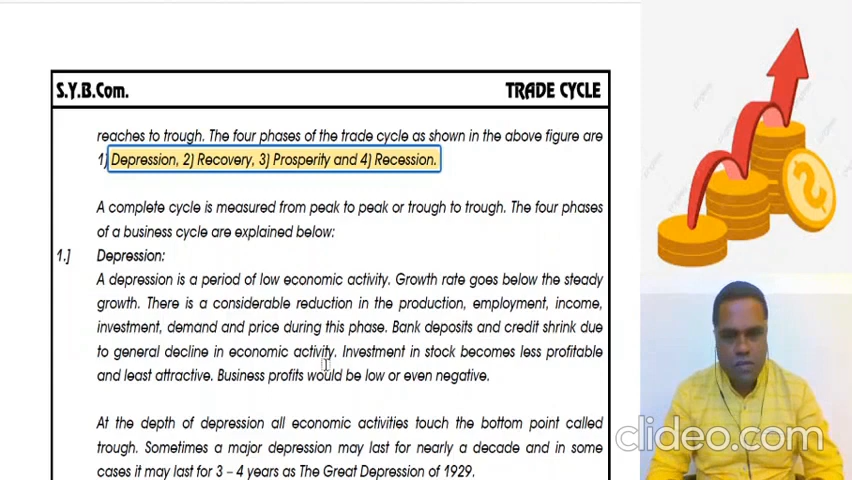 S.Y.B.Com.
TRADE CYCLE
reaches to trough. The four phases of the trade cycle as shown in the above figure are
1] Depression, 2] Recovery, 3] Prosperity and 4] Recession.
A complete cycle is measured from peak to peak or trough to trough. The four phases
of a business cycle are explained below:
1.] Depression:
A depression is a period of low economic activity. Growth rate goes below the steady
growth. There is a considerable reduction in the production, employment, income,
investment, demand and price during this phase. Bank deposits and credit shrink due
to general decline in economic activity. Investment in stock becomes less profitable
and least attractive. Business profits would be low or even negative.
At the depth of depression all economic activities touch the bottom point called
trough. Sometimes a major depression may last for nearly a decade and in some
cases it may last for 3 – 4 years as The Great Depression of 1929.
clideo.com